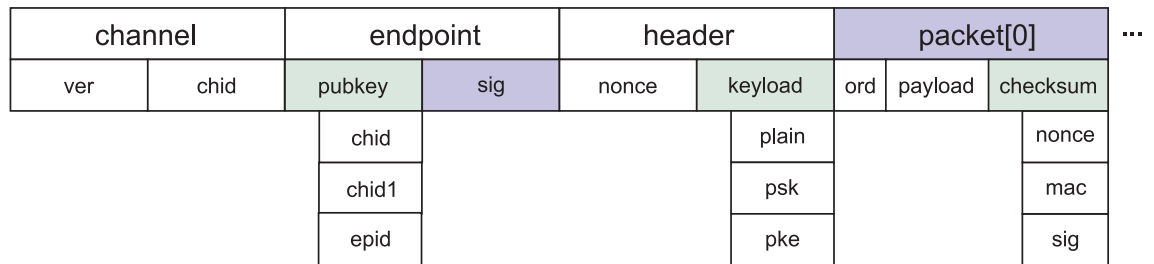 channel endpoint header packet[0] ...
ver chid pubkey sig nonce keyload ord payload checksum
chid plain nonce
chid1 psk mac
epid pke sig